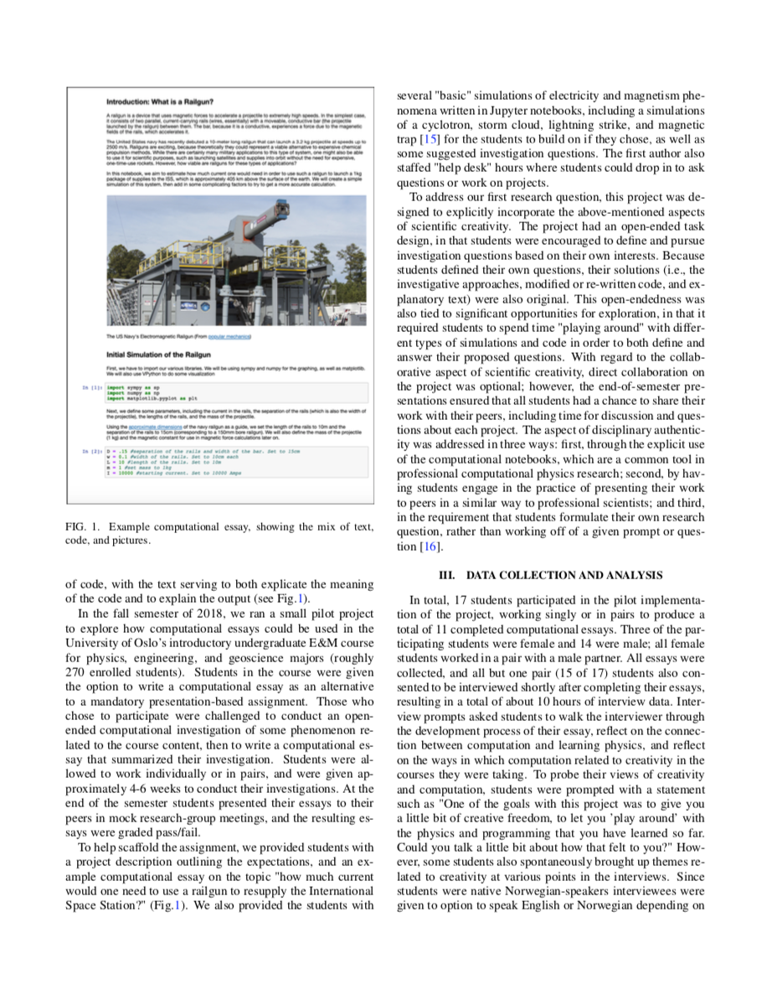 Introduction: What is a Railgun?
A railgun is a device that uses magnetic forces to accelerate a projectile to extremely high speeds. In the simplest case,
it consists of two parallel, current-carrying rails (wires, essentially) with a moveable, conductive bar (the projectile
launched by the railgun) between them. The bar, because it is a conductive, experiences a force due to the magnetic
fields of the rails, which accelerates it.
The United States navy has recently debuted a 10-meter long railgun that can launch a 3.2 kg projectile at speeds up to
2500 m/s. Railguns are exciting, because theoretically they could represent a viable alternative to expensive chemical
propulsion methods. While there are certainly many military applications to this type of system, one might also be able
to use it for scientific purposes, such as launching satellites and supplies into orbit without the need for expensive,
one-time-use rockets. However, how viable are railguns for these types of applications?
In this notebook, we aim to estimate how much current one would need in order to use such a railgun to launch a 1kg
package of supplies to the ISS, which is approximately 405 km above the surface of the earth. We will create a simple
simulation of this system, then add in some complicating factors to try to get a more accurate calculation.
The US Navy's Electromagnetic Railgun (From popular mechanics)
Initial Simulation of the Railgun
First, we have to import our various libraries. We will be using sympy and numpy for the graphing, as well as matplotlib.
We will also use VPython to do some visualization
In [1]: import sympy as sp
import numpy as np
import matplotlib.pyplot as plt
Next, we define some parameters, including the current in the rails, the separation of the rails (which is also the width of
the projectile), the lengths of the rails, and the mass of the projectile.
Using the approximate dimensions of the navy railgun as a guide, we set the length of the rails to 10m and the
separation of the rails to 15cm (corresponding to a 150mm bore railgun). We will also define the mass of the projectile
(1 kg) and the magnetic constant for use in magnetic force calculations later on.
In [2]: D = .15 #separation of the rails and width of the bar. Set to 15cm
w = 0.1 #width of the rails. Set to 10cm each
L = 10 #length of the rails. Set to 10m
m = 1 #set mass to 1kg
I = 10000 #starting current. Set to 10000 Amps
FIG. 1. Example computational essay, showing the mix of text,
code, and pictures.
of code, with the text serving to both explicate the meaning
of the code and to explain the output (see Fig.1).
In the fall semester of 2018, we ran a small pilot project
to explore how computational essays could be used in the
University of Oslo's introductory undergraduate E&M course
for physics, engineering, and geoscience majors (roughly
270 enrolled students). Students in the course were given
the option to write a computational essay as an alternative
to a mandatory presentation-based assignment. Those who
chose to participate were challenged to conduct an open-
ended computational investigation of some phenomenon re-
lated to the course content, then to write a computational es-
say that summarized their investigation. Students were al-
lowed to work individually or in pairs, and were given ap-
proximately 4-6 weeks to conduct their investigations. At the
end of the semester students presented their essays to their
peers in mock research-group meetings, and the resulting es-
says were graded pass/fail.
To help scaffold the assignment, we provided students with
a project description outlining the expectations, and an ex-
ample computational essay on the topic "how much current
would one need to use a railgun to resupply the International
Space Station?" (Fig.1). We also provided the students with
several "basic" simulations of electricity and magnetism phe-
nomena written in Jupyter notebooks, including a simulations
of a cyclotron, storm cloud, lightning strike, and magnetic
trap [15] for the students to build on if they chose, as well as
some suggested investigation questions. The first author also
staffed "help desk" hours where students could drop in to ask
questions or work on projects.
To address our first research question, this project was de-
signed to explicitly incorporate the above-mentioned aspects
of scientific creativity. The project had an open-ended task
design, in that students were encouraged to define and pursue
investigation questions based on their own interests. Because
students defined their own questions, their solutions (i.e., the
investigative approaches, modified or re-written code, and ex-
planatory text) were also original. This open-endedness was
also tied to significant opportunities for exploration, in that it
required students to spend time "playing around" with differ-
ent types of simulations and code in order to both define and
answer their proposed questions. With regard to the collab-
orative aspect of scientific creativity, direct collaboration on
the project was optional; however, the end-of-semester pre-
sentations ensured that all students had a chance to share their
work with their peers, including time for discussion and ques-
tions about each project. The aspect of disciplinary authentic-
ity was addressed in three ways: first, through the explicit use
of the computational notebooks, which are a common tool in
professional computational physics research; second, by hav-
ing students engage in the practice of presenting their work
to peers in a similar way to professional scientists; and third,
in the requirement that students formulate their own research
question, rather than working off of a given prompt or ques-
tion [16].
III. DATA COLLECTION AND ANALYSIS
In total, 17 students participated in the pilot implementa-
tion of the project, working singly or in pairs to produce a
total of 11 completed computational essays. Three of the par-
ticipating students were female and 14 were male; all female
students worked in a pair with a male partner. All essays were
collected, and all but one pair (15 of 17) students also con-
sented to be interviewed shortly after completing their essays,
resulting in a total of about 10 hours of interview data. Inter-
view prompts asked students to walk the interviewer through
the development process of their essay, reflect on the connec-
tion between computation and learning physics, and reflect
on the ways in which computation related to creativity in the
courses they were taking. To probe their views of creativity
and computation, students were prompted with a statement
such as "One of the goals with this project was to give you
a little bit of creative freedom, to let you 'play around' with
the physics and programming that you have learned so far.
Could you talk a little bit about how that felt to you?" How-
ever, some students also spontaneously brought up themes re-
lated to creativity at various points in the interviews. Since
students were native Norwegian-speakers interviewees were
given to option to speak English or Norwegian depending on